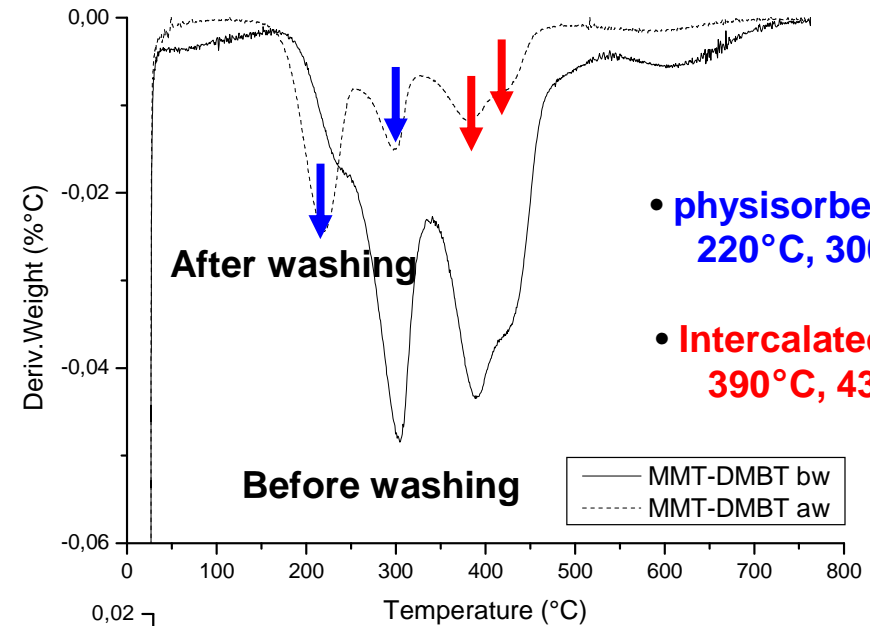 0,00
-0,02
-0,04
-0,06
Deriv.Weight (%°C)
After washing
Before washing
• physisorbe
220°C, 300
• Intercalated
390°C, 43
MMT-DMBT bw
MMT-DMBT aw
0 100 200 300 400 500 600 700 800
Temperature (°C)
0,02